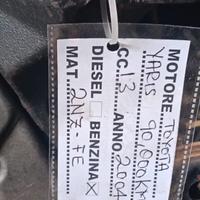 MOTORE TOYOTA
YARIS 90,000KM
CC 1.3 ANNO 2004
DIESEL BENZINA X
MAT. 2NZ-FE